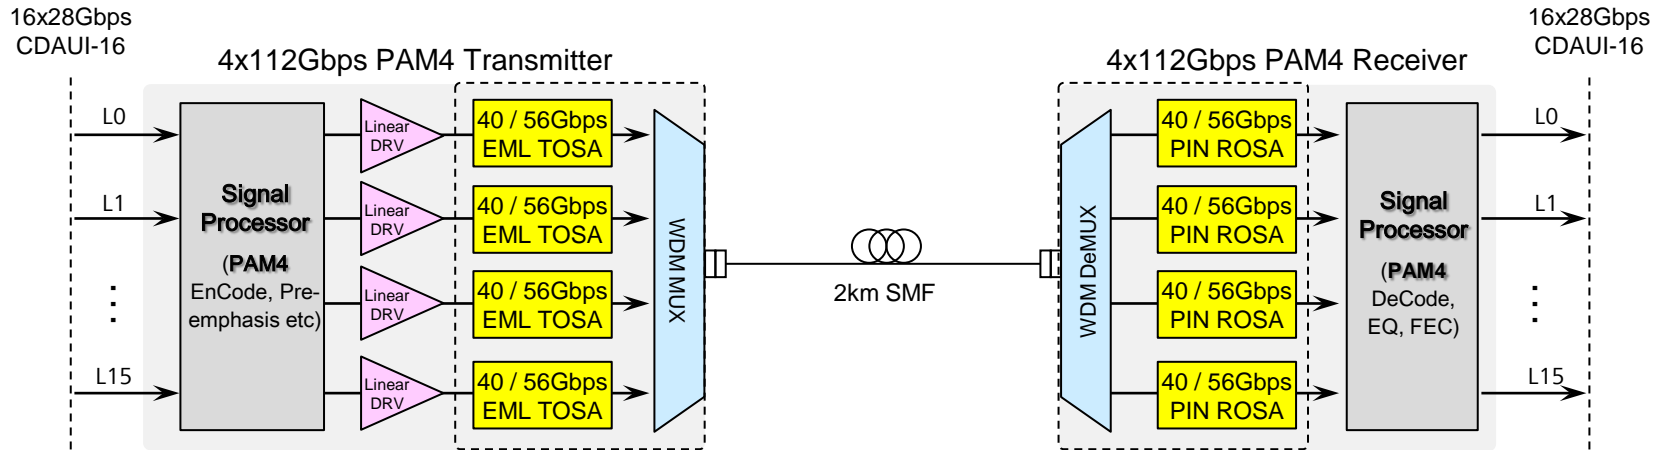 16x28Gbps
CDAUI-16
4x112Gbps PAM4 Transmitter
L0
L1
L15
Signal
Processor
(PAM4
EnCode, Pre-
emphasis etc)
Linear
DRV
Linear
DRV
Linear
DRV
Linear
DRV
40 / 56Gbps
EML TOSA
40 / 56Gbps
EML TOSA
40 / 56Gbps
EML TOSA
40 / 56Gbps
EML TOSA
WDM MUX
2km SMF
4x112Gbps PAM4 Receiver
WDM DeMUX
40 / 56Gbps
PIN ROSA
40 / 56Gbps
PIN ROSA
40 / 56Gbps
PIN ROSA
40 / 56Gbps
PIN ROSA
Signal
Processor
(PAM4
DeCode,
EQ, FEC)
16x28Gbps
CDAUI-16
L0
L1
L15